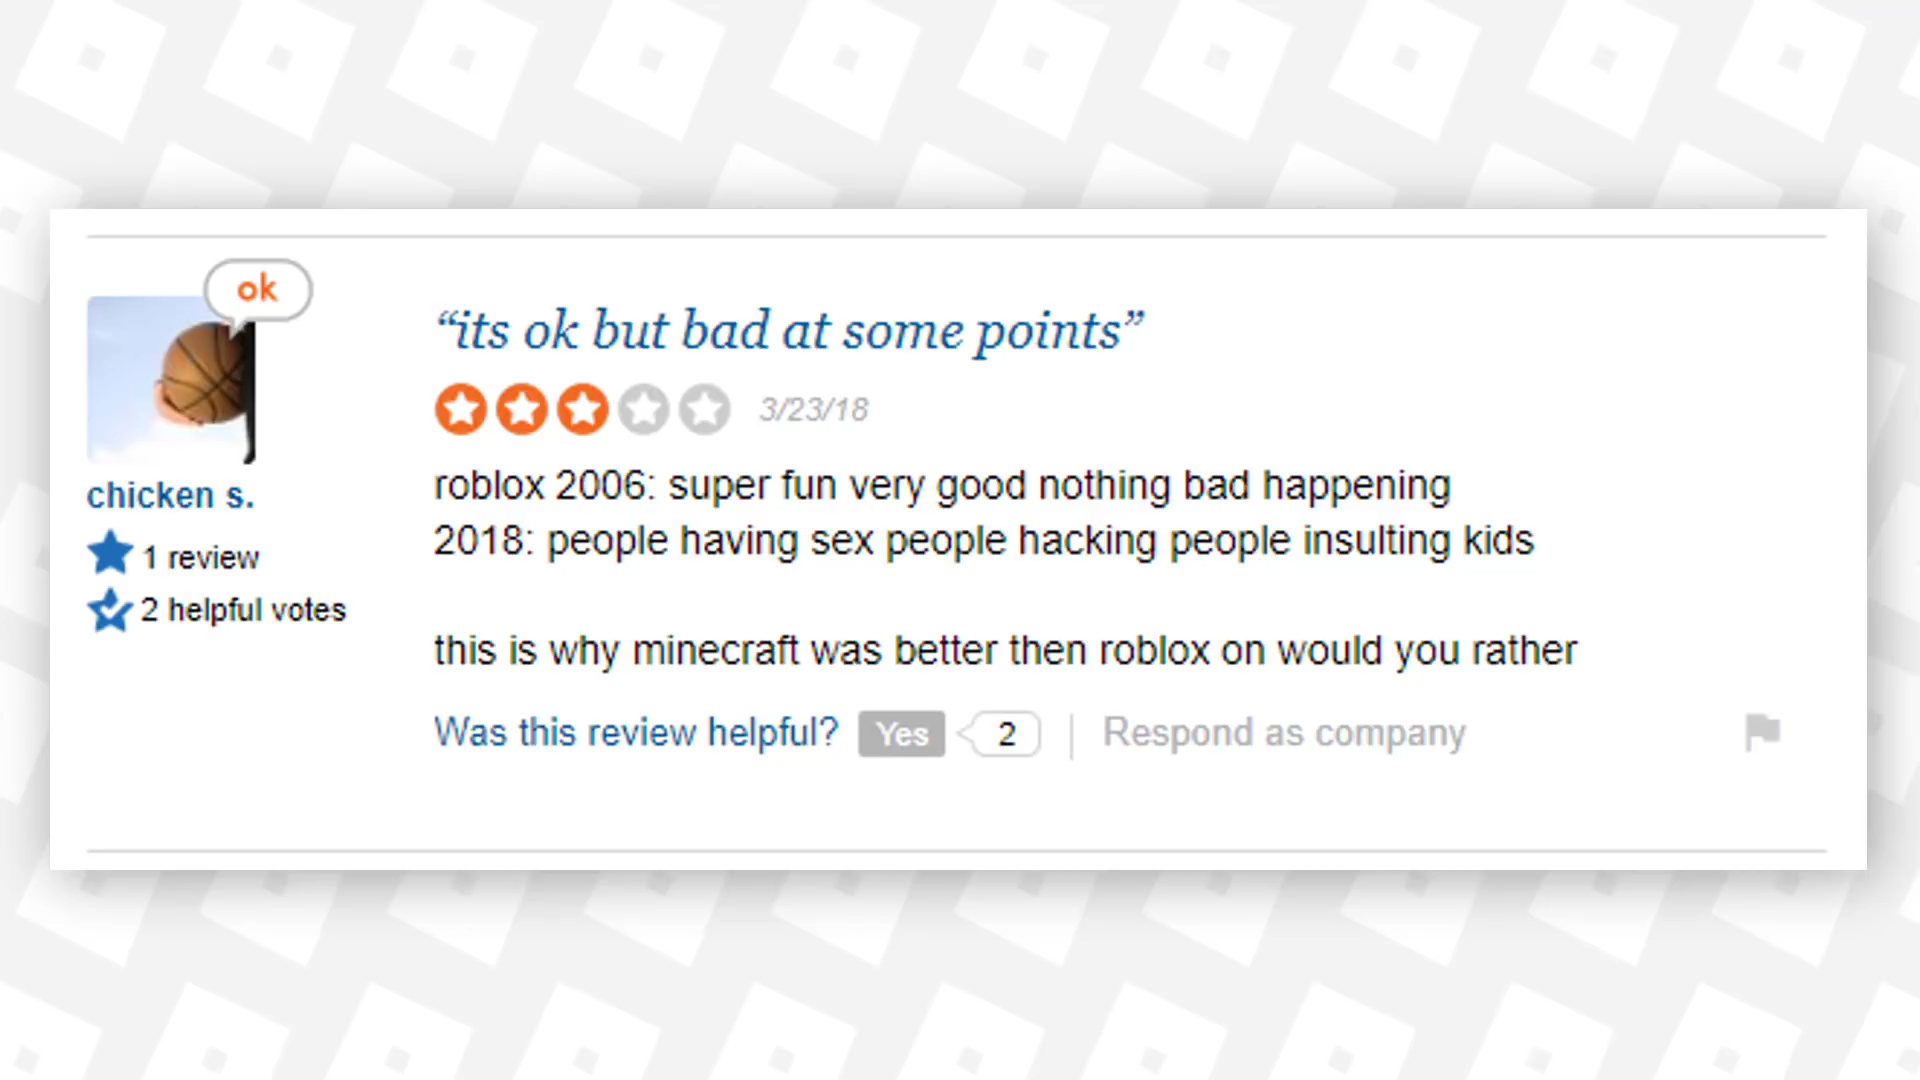 ok
“its ok but bad at some points”
3/23/18
chicken s.
1 review
2 helpful votes
roblox 2006: super fun very good nothing bad happening
2018: people having sex people hacking people insulting kids
this is why minecraft was better then roblox on would you rather
Was this review helpful? Yes 2 | Respond as company